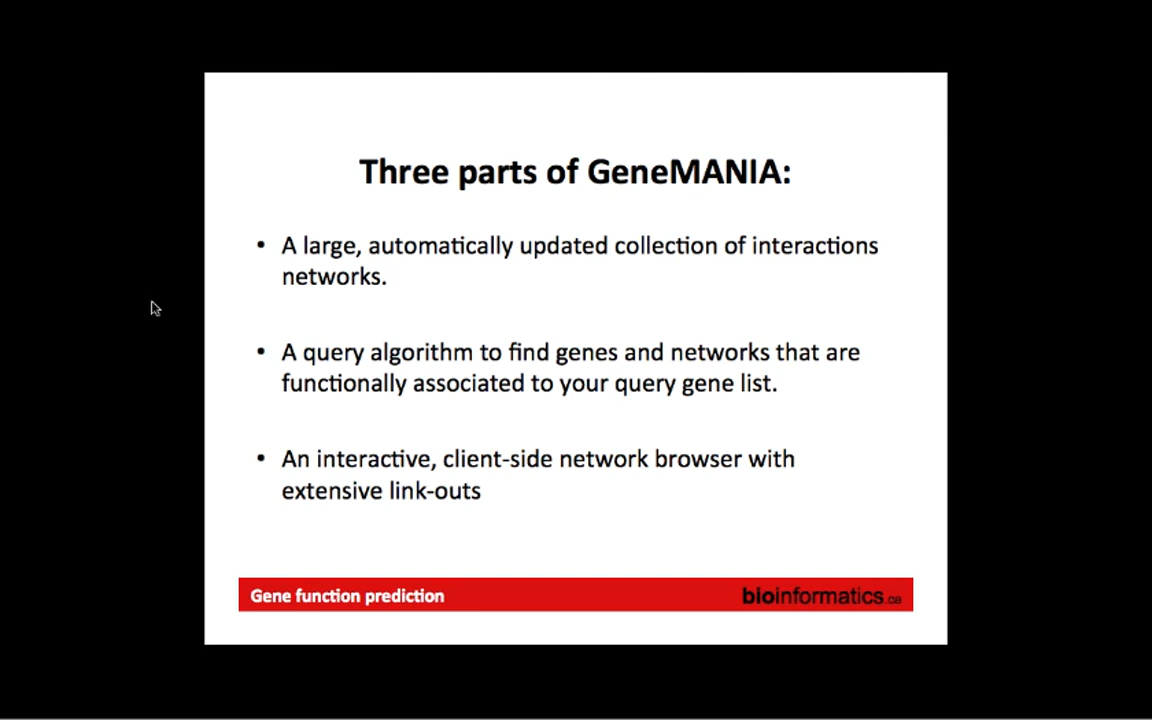 Three parts of GeneMANIA:
• A large, automatically updated collection of interactions
networks.
• A query algorithm to find genes and networks that are
functionally associated to your query gene list.
• An interactive, client-side network browser with
extensive link-outs
Gene function prediction
bioinformatics.ca